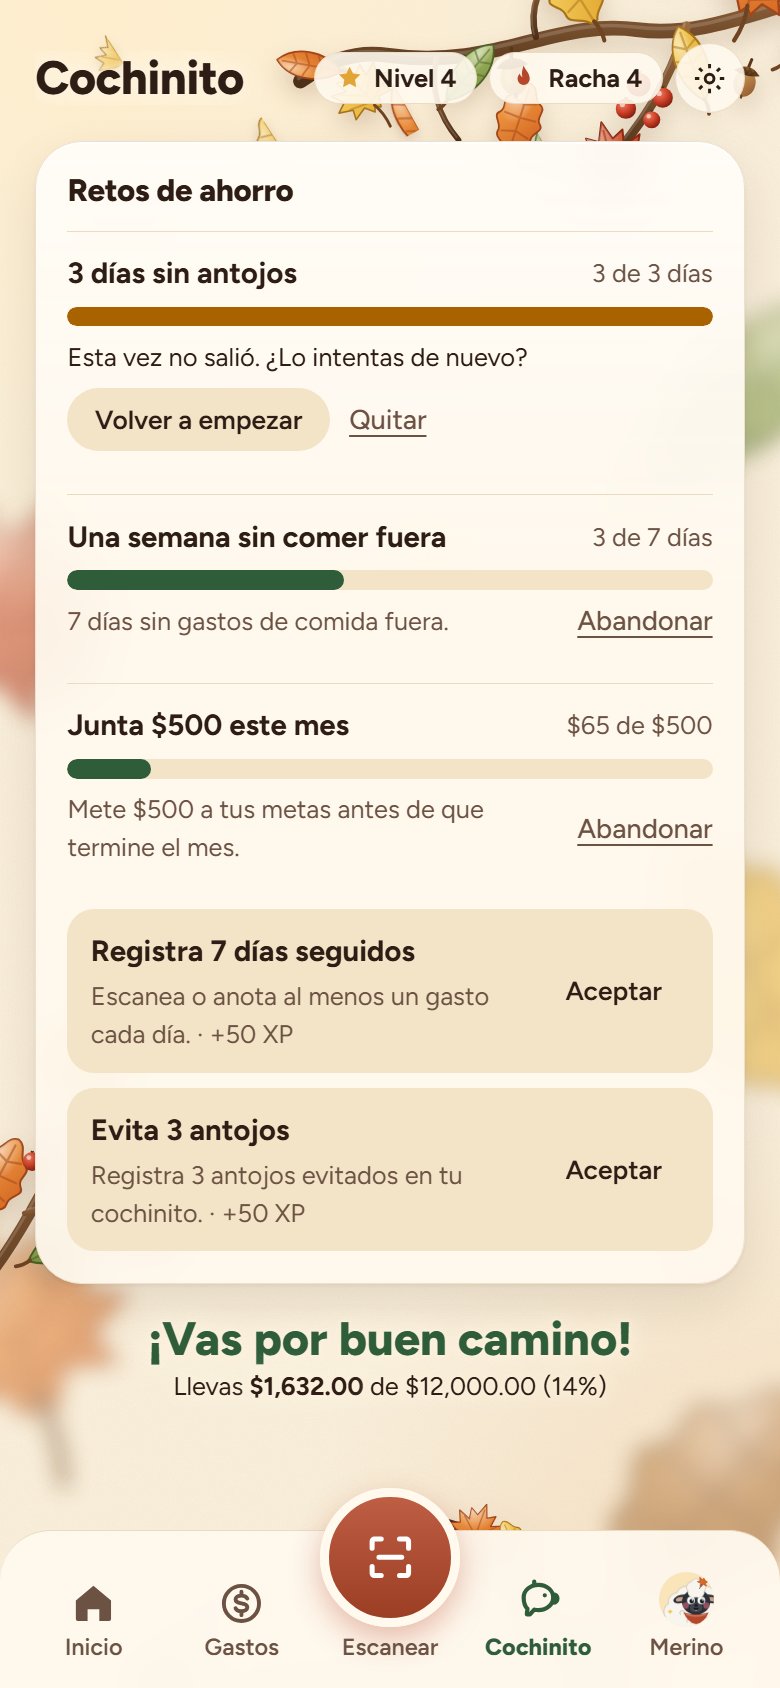 Cochinito
Nivel 4
Racha 4
Retos de ahorro
3 días sin antojos
3 de 3 días
Esta vez no salió. ¿Lo intentas de nuevo?
Volver a empezar
Quitar
Una semana sin comer fuera
3 de 7 días
7 días sin gastos de comida fuera.
Abandonar
Junta $500 este mes
$65 de $500
Mete $500 a tus metas antes de que
termine el mes.
Abandonar
Registra 7 días seguidos
Escanea o anota al menos un gasto
cada día. · +50 XP
Aceptar
Evita 3 antojos
Registra 3 antojos evitados en tu
cochinito. · +50 XP
Aceptar
¡Vas por buen camino!
Llevas $1,632.00 de $12,000.00 (14%)
Inicio
Gastos
Escanear
Cochinito
Merino